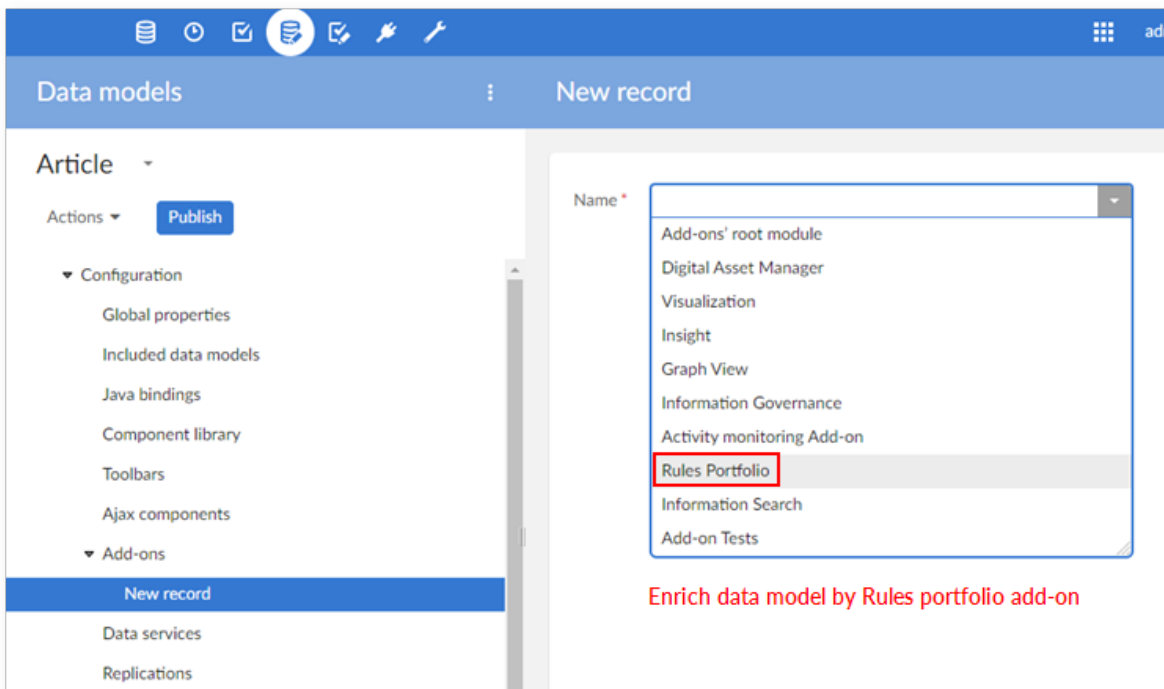 ad
Data models
New record
Article
Actions
Publish
Configuration
Global properties
Included data models
Java bindings
Component library
Toolbars
Ajax components
Add-ons
New record
Data services
Replications
Name *
Add-ons' root module
Digital Asset Manager
Visualization
Insight
Graph View
Information Governance
Activity monitoring Add-on
Rules Portfolio
Information Search
Add-on Tests
Enrich data model by Rules portfolio add-on